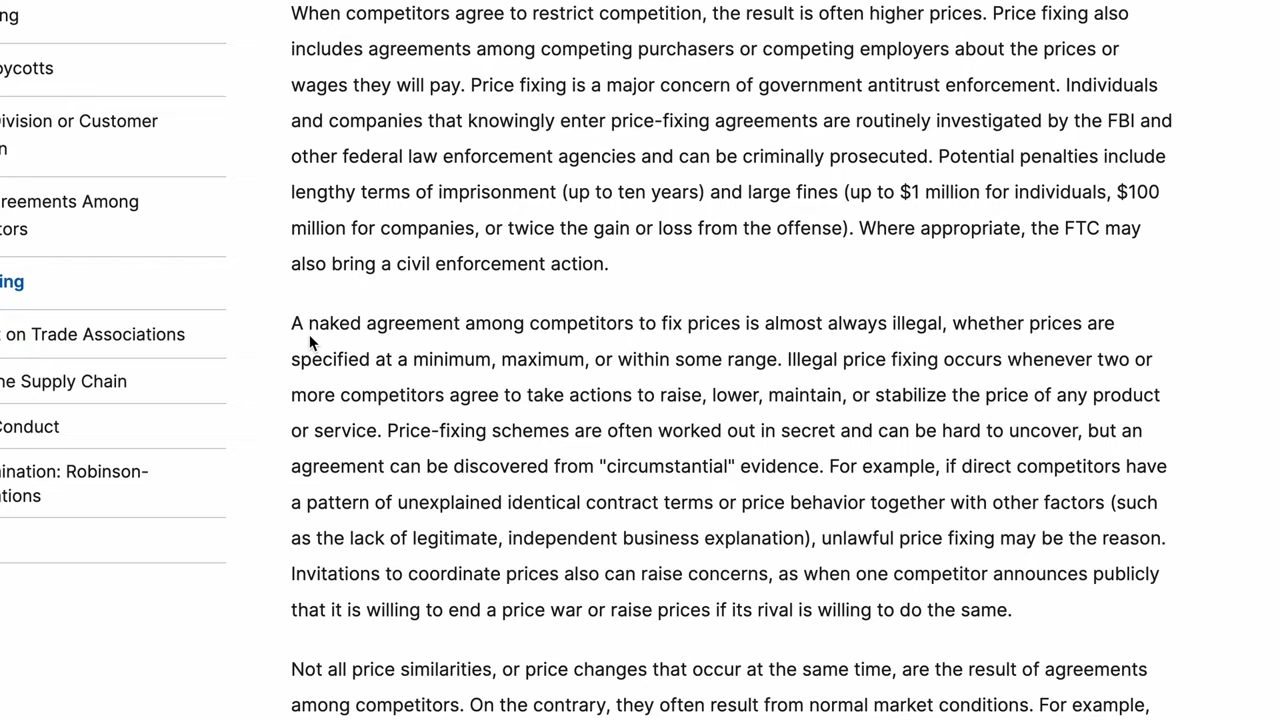 ng
oycotts
ivision or Customer
n
reements Among
tors
ing
t on Trade Associations
he Supply Chain
Conduct
ination: Robinson-
ations
When competitors agree to restrict competition, the result is often higher prices. Price fixing also
includes agreements among competing purchasers or competing employers about the prices or
wages they will pay. Price fixing is a major concern of government antitrust enforcement. Individuals
and companies that knowingly enter price-fixing agreements are routinely investigated by the FBI and
other federal law enforcement agencies and can be criminally prosecuted. Potential penalties include
lengthy terms of imprisonment (up to ten years) and large fines (up to $1 million for individuals, $100
million for companies, or twice the gain or loss from the offense). Where appropriate, the FTC may
also bring a civil enforcement action.
A naked agreement among competitors to fix prices is almost always illegal, whether prices are
specified at a minimum, maximum, or within some range. Illegal price fixing occurs whenever two or
more competitors agree to take actions to raise, lower, maintain, or stabilize the price of any product
or service. Price-fixing schemes are often worked out in secret and can be hard to uncover, but an
agreement can be discovered from "circumstantial" evidence. For example, if direct competitors have
a pattern of unexplained identical contract terms or price behavior together with other factors (such
as the lack of legitimate, independent business explanation), unlawful price fixing may be the reason.
Invitations to coordinate prices also can raise concerns, as when one competitor announces publicly
that it is willing to end a price war or raise prices if its rival is willing to do the same.
Not all price similarities, or price changes that occur at the same time, are the result of agreements
among competitors. On the contrary, they often result from normal market conditions. For example,